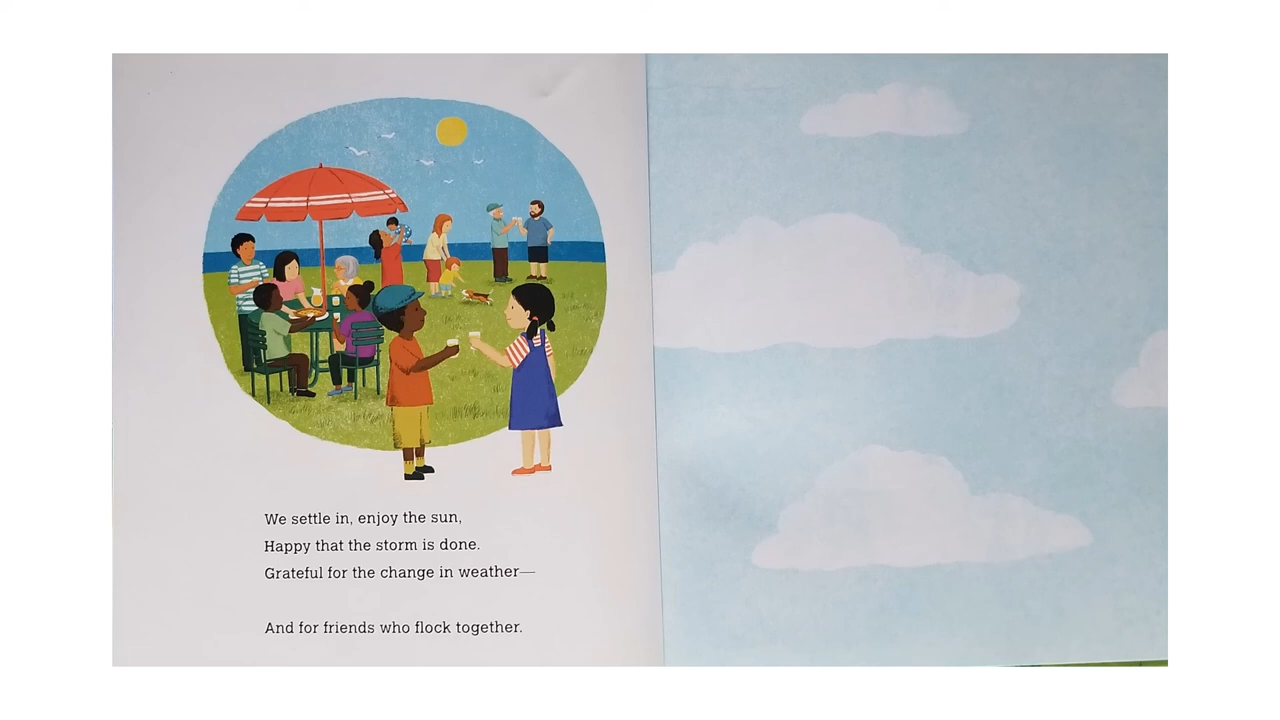 We settle in, enjoy the sun,
Happy that the storm is done.
Grateful for the change in weather—
And for friends who flock together.